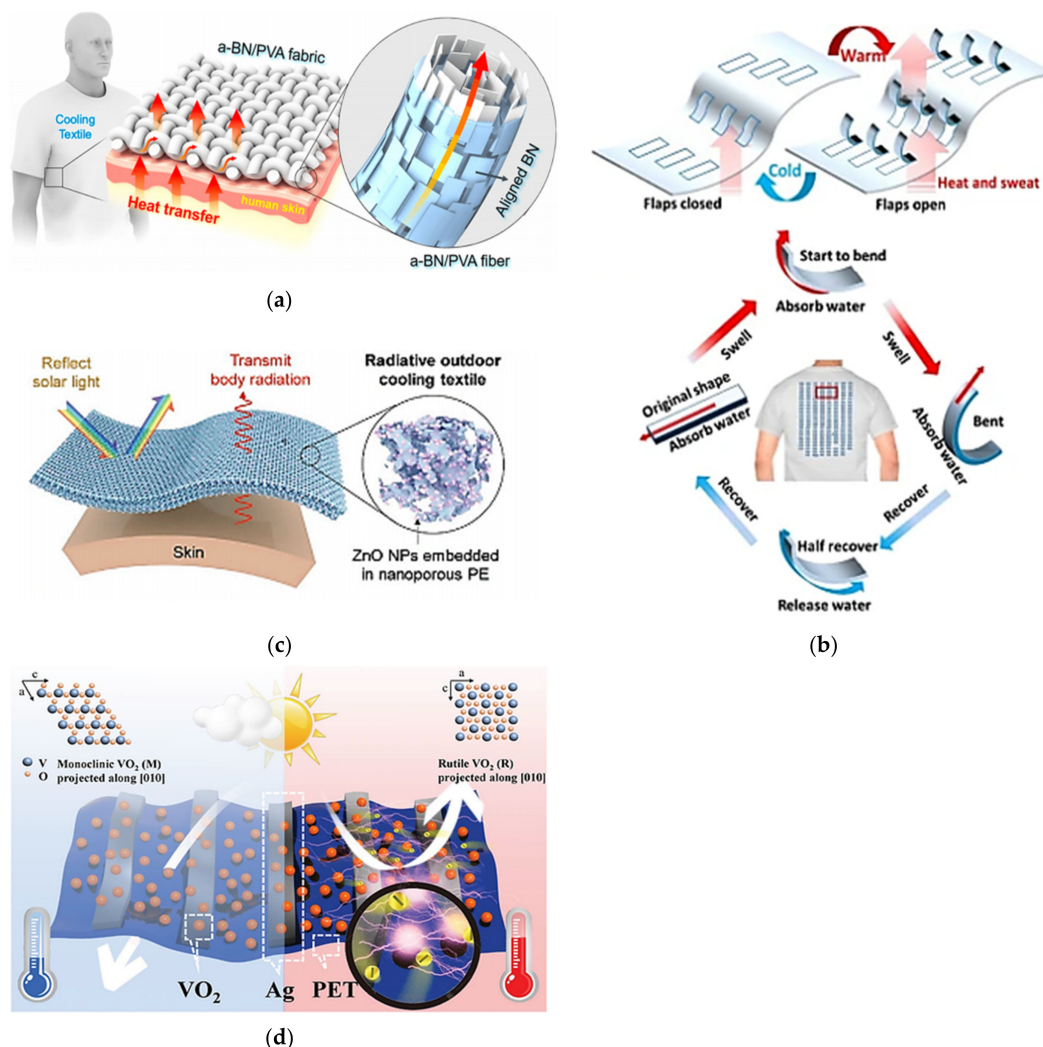 a-BN/PVA fabric
Cooling
Textile
Heat transfer
human skin
Aligned BN
a-BN/PVA fiber
(a)
Warm
Cold
Flaps closed
Heat and sweat
Flaps open
Start to bend
Absorb water
Swell
Swell
Original shape
Absorb water
Bent
Absorb water
Recover
Recover
Half recover
Release water
(b)
Reflect
solar light
Transmit
body radiation
Radiative outdoor
cooling textile
Skin
ZnO NPs embedded
in nanoporous PE
(c)
c
a
V Monoclinic VO₂ (M)
O projected along [010]
a
c
Rutile VO₂ (R)
projected along [010]
VO₂
Ag
PET
(d)